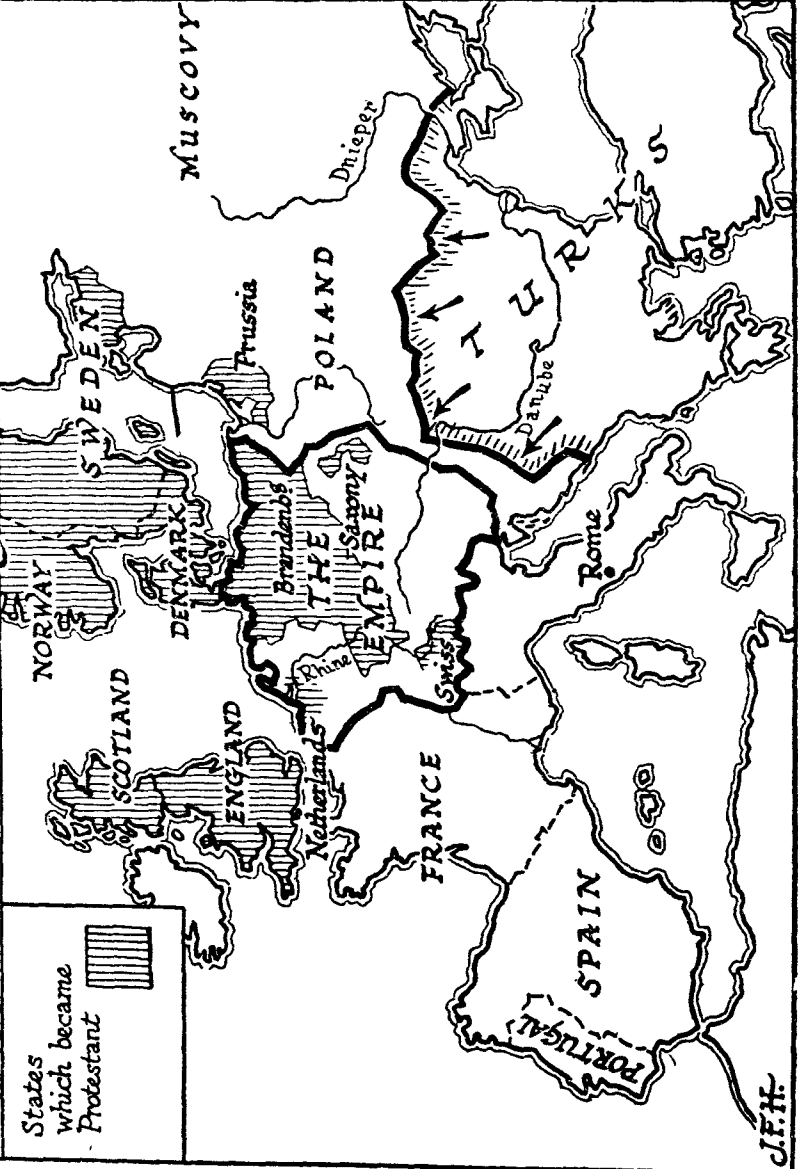 States
which became
Protestant
NORWAY
SWEDEN
MUSCOVY
SCOTLAND
DENMARK
Prussia
Dnieper
ENGLAND
Brandenbg
POLAND
Netherlands
Rhine
THE
EMPIRE
Saxony
FRANCE
Swiss
Danube
TURKS
PORTUGAL
SPAIN
Rome
J.F.H.